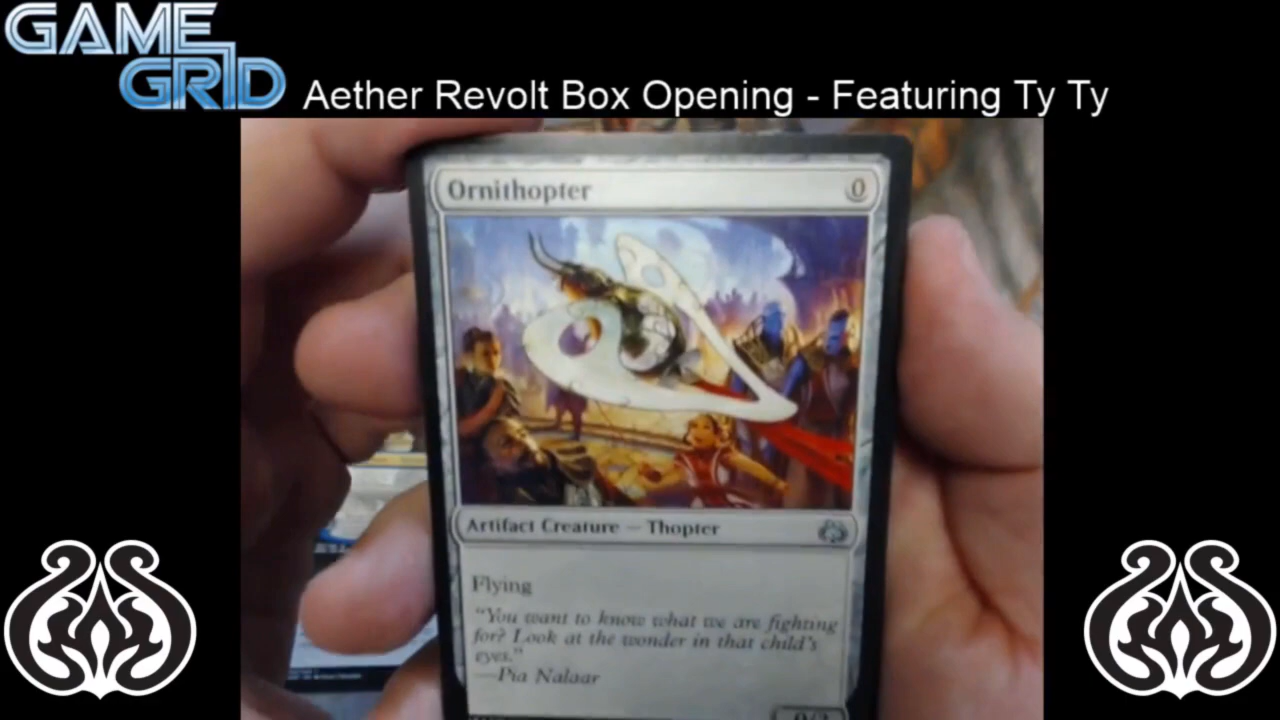 GAME
GRID
Aether Revolt Box Opening - Featuring Ty Ty
Ornithopter
0
Artifact Creature — Thopter
Flying
"You want to know what we are fighting
for? Look at the wonder in that child's
eyes."
—Pia Nalaar